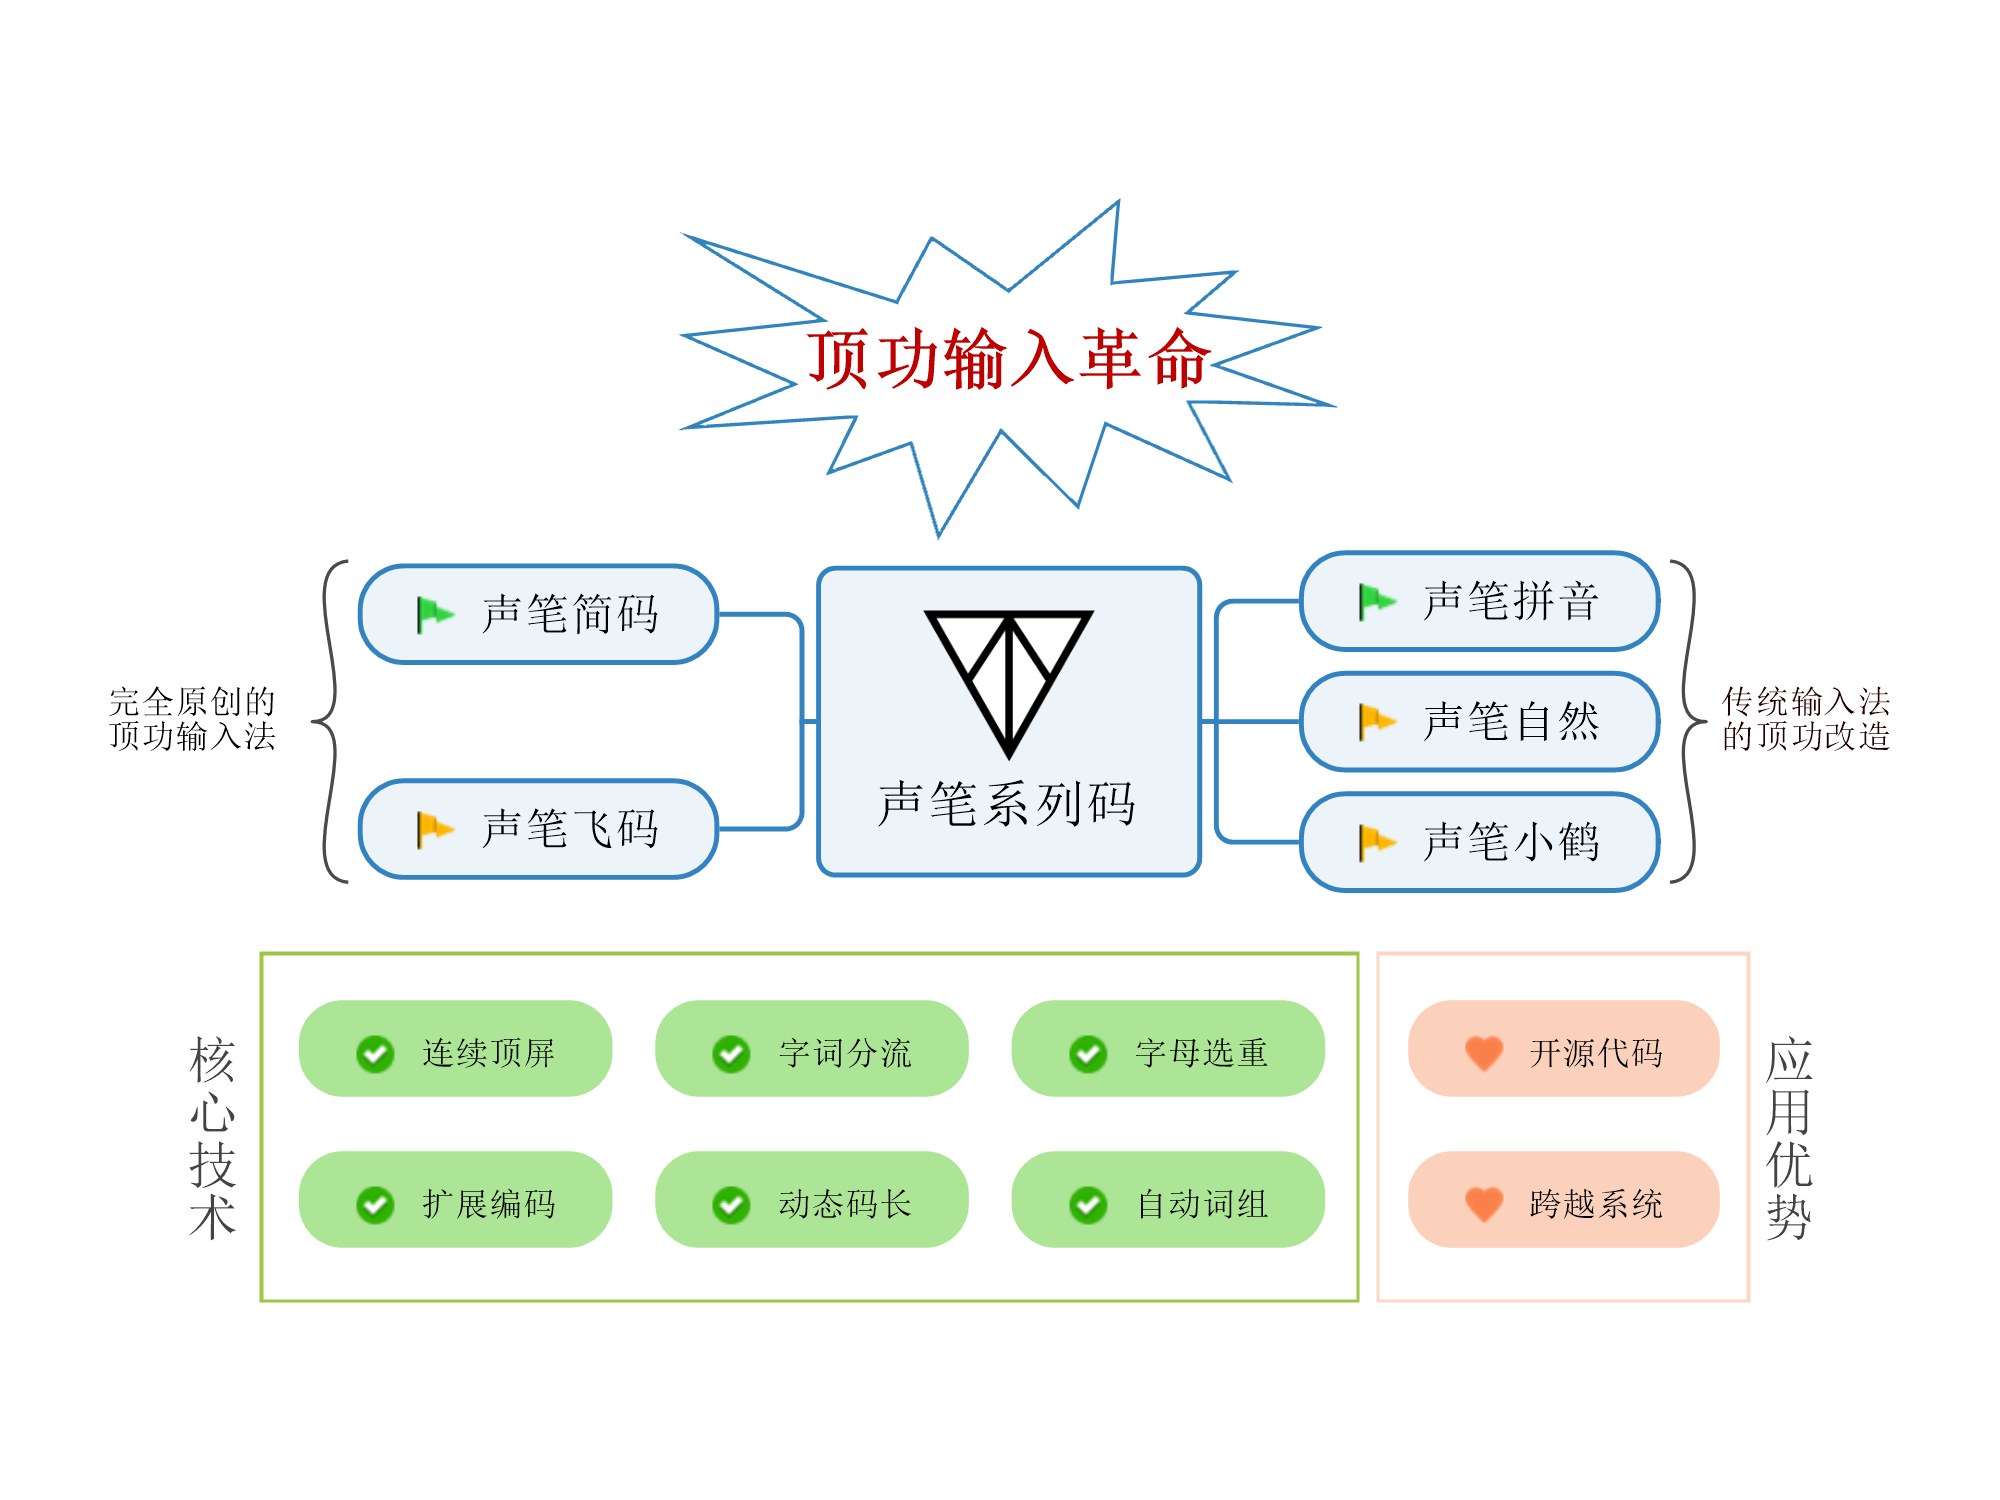 顶功输入革命
完全原创的
顶功输入法
声笔简码
声笔飞码
声笔系列码
声笔拼音
声笔自然
声笔小鹤
传统输入法
的顶功改造
核心技术
连续顶屏
字词分流
字母选重
扩展编码
动态码长
自动词组
开源代码
跨越系统
应用优势